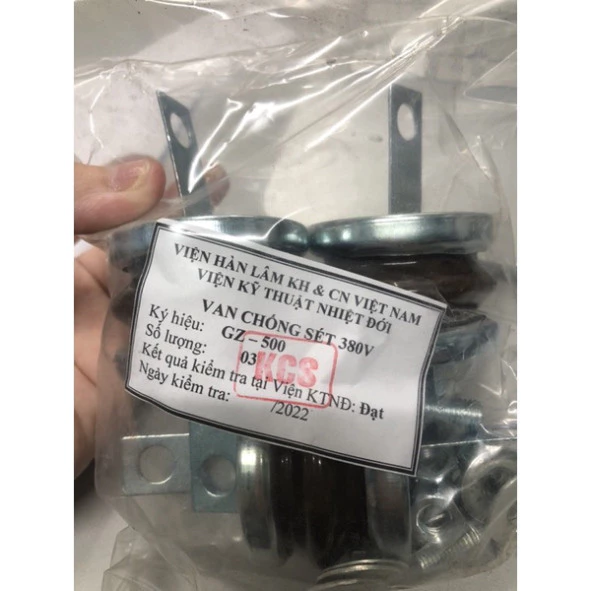 VIỆN HÀN LÂM KH & CN VIỆT NAM
VIỆN KỸ THUẬT NHIỆT ĐỚI
VAN CHỐNG SÉT 380V
Ký hiệu: GZ – 500
Số lượng: 03
KCS
Kết quả kiểm tra tại Viện KTNĐ: Đạt
Ngày kiểm tra: /2022